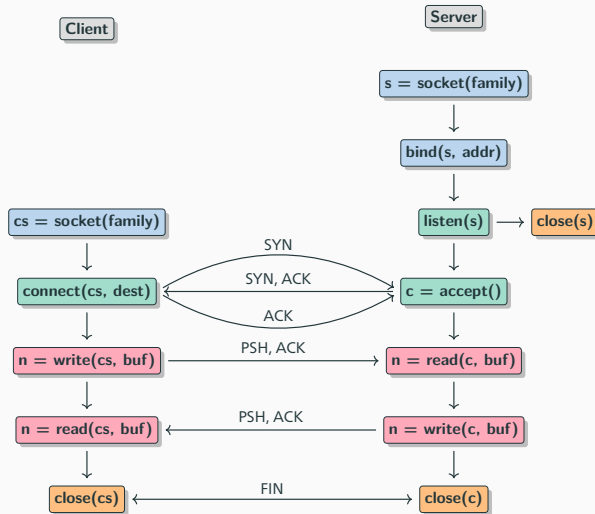 Client
Server
s = socket(family)
bind(s, addr)
cs = socket(family)
listen(s)
close(s)
SYN
connect(cs, dest)
SYN, ACK
c = accept()
ACK
n = write(cs, buf)
PSH, ACK
n = read(c, buf)
n = read(cs, buf)
PSH, ACK
n = write(c, buf)
close(cs)
FIN
close(c)